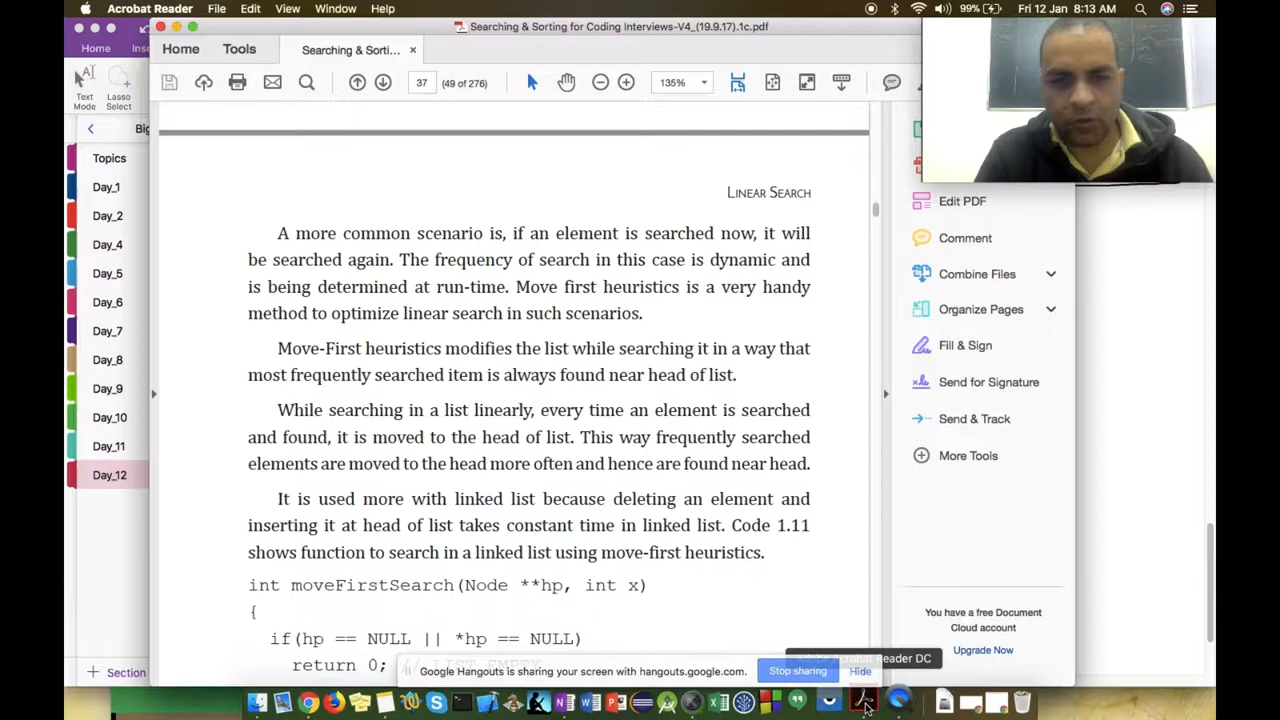 Acrobat Reader File Edit View Window Help 99% Fri 12 Jan 8:13 AM
Searching & Sorting for Coding Interviews-V4_(19.9.17).1c.pdf
Home
Home Tools Searching & Sorti... ×
37 (49 of 276) 135%
Text Mode
Lasso Select
Topics
Day_1
Day_2
Day_4
Day_5
Day_6
Day_7
Day_8
Day_9
Day_10
Day_11
Day_12
+ Section
LINEAR SEARCH
A more common scenario is, if an element is searched now, it will
be searched again. The frequency of search in this case is dynamic and
is being determined at run-time. Move first heuristics is a very handy
method to optimize linear search in such scenarios.
Move-First heuristics modifies the list while searching it in a way that
most frequently searched item is always found near head of list.
While searching in a list linearly, every time an element is searched
and found, it is moved to the head of list. This way frequently searched
elements are moved to the head more often and hence are found near head.
It is used more with linked list because deleting an element and
inserting it at head of list takes constant time in linked list. Code 1.11
shows function to search in a linked list using move-first heuristics.
int moveFirstSearch(Node **hp, int x)
{
if(hp == NULL || *hp == NULL)
return 0;
Edit PDF
Comment
Combine Files
Organize Pages
Fill & Sign
Send for Signature
Send & Track
More Tools
You have a free Document
Cloud account
Upgrade Now
Acrobat Reader DC
Google Hangouts is sharing your screen with hangouts.google.com. Stop sharing Hide